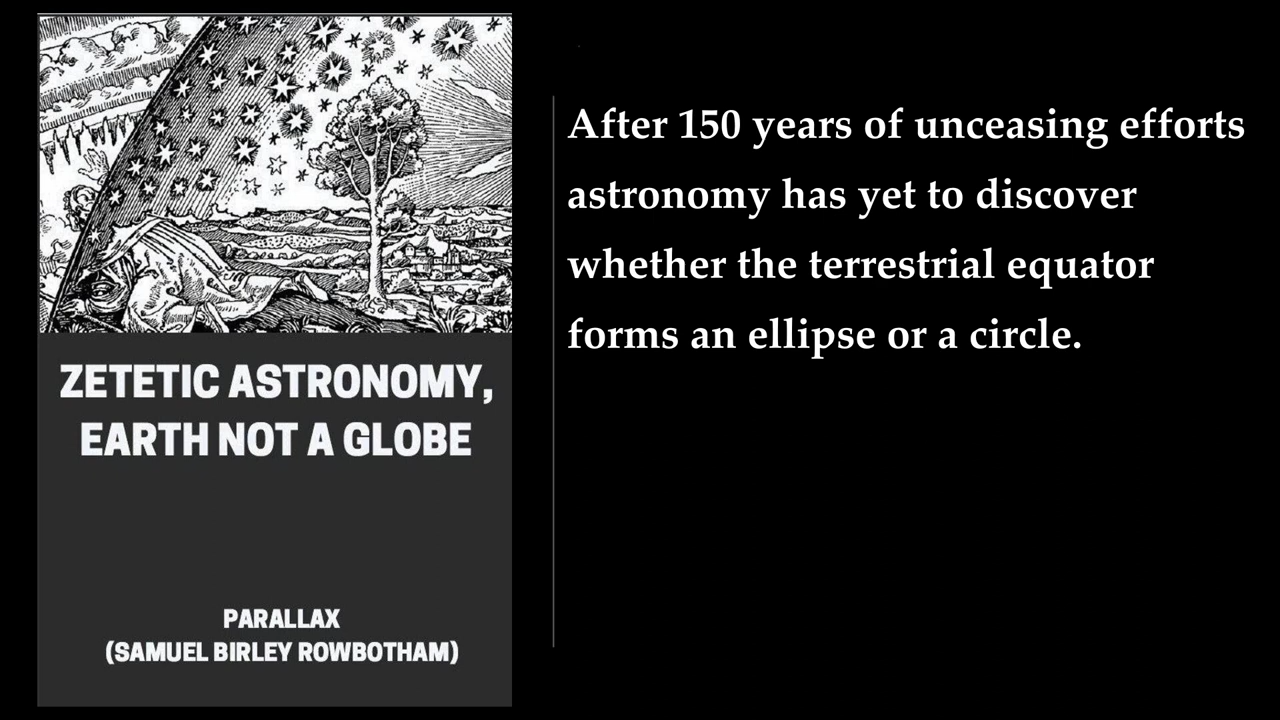 ZETETIC ASTRONOMY,
EARTH NOT A GLOBE
PARALLAX
(SAMUEL BIRLEY ROWBOTHAM)
After 150 years of unceasing efforts
astronomy has yet to discover
whether the terrestrial equator
forms an ellipse or a circle.